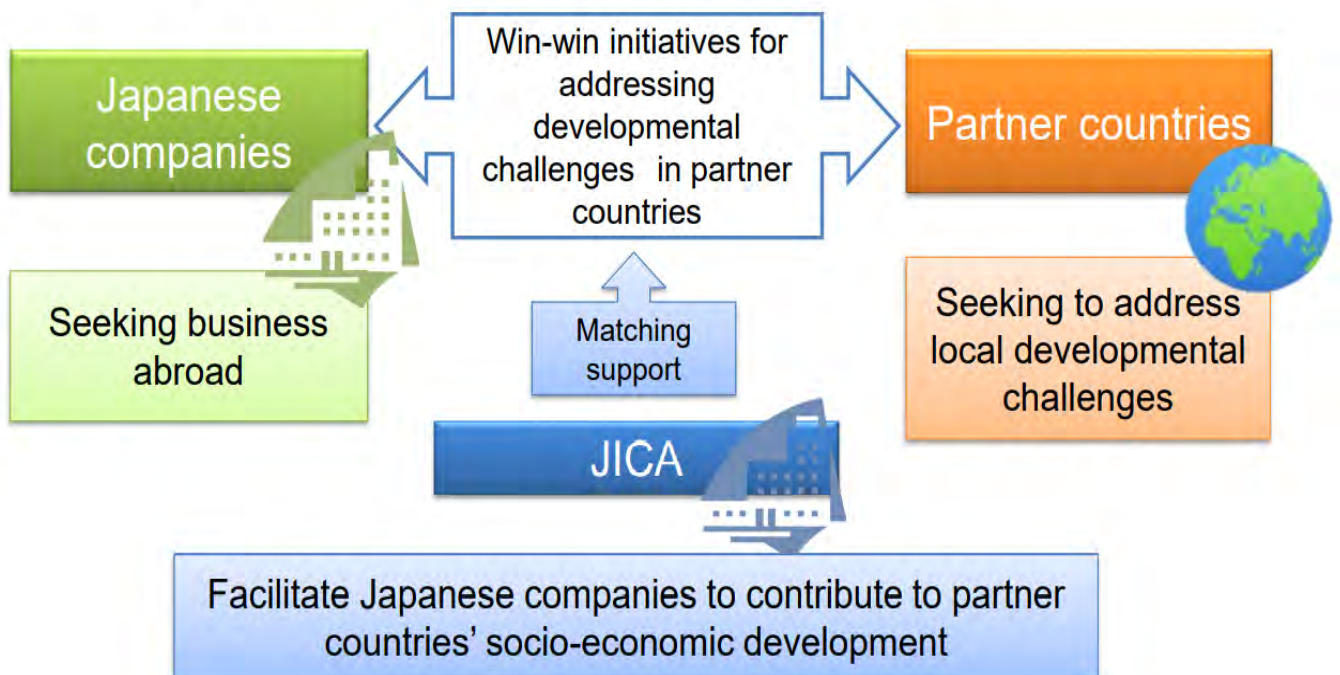 Japanese
companies
Win-win initiatives for
addressing
developmental
challenges in partner
countries
Partner countries
Seeking business
abroad
Matching
support
Seeking to address
local developmental
challenges
JICA
Facilitate Japanese companies to contribute to partner
countries’ socio-economic development